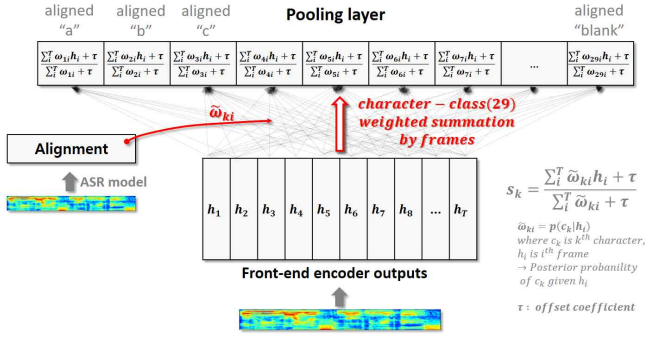 Pooling layer
aligned "a"
aligned "b"
aligned "c"
aligned "blank"
∑ᵢᵀ ω₁ᵢhᵢ + τ / ∑ᵢᵀ ω₁ᵢ + τ
∑ᵢᵀ ω₂ᵢhᵢ + τ / ∑ᵢᵀ ω₂ᵢ + τ
∑ᵢᵀ ω₃ᵢhᵢ + τ / ∑ᵢᵀ ω₃ᵢ + τ
∑ᵢᵀ ω₄ᵢhᵢ + τ / ∑ᵢᵀ ω₄ᵢ + τ
∑ᵢᵀ ω₅ᵢhᵢ + τ / ∑ᵢᵀ ω₅ᵢ + τ
∑ᵢᵀ ω₆ᵢhᵢ + τ / ∑ᵢᵀ ω₆ᵢ + τ
∑ᵢᵀ ω₇ᵢhᵢ + τ / ∑ᵢᵀ ω₇ᵢ + τ
...
∑ᵢᵀ ω₂₉ᵢhᵢ + τ / ∑ᵢᵀ ω₂₉ᵢ + τ
ω̃ₖᵢ
character − class(29)
weighted summation
by frames
Alignment
ASR model
h₁ h₂ h₃ h₄ h₅ h₆ h₇ h₈ ... h_T
Front-end encoder outputs
sₖ = ∑ᵢᵀ ω̃ₖᵢhᵢ + τ / ∑ᵢᵀ ω̃ₖᵢ + τ
ω̃ₖᵢ = p(cₖ|hᵢ)
where cₖ is kᵗʰ character,
hᵢ is iᵗʰ frame
→ Posterior probanility
of cₖ given hᵢ
τ : offset coefficient